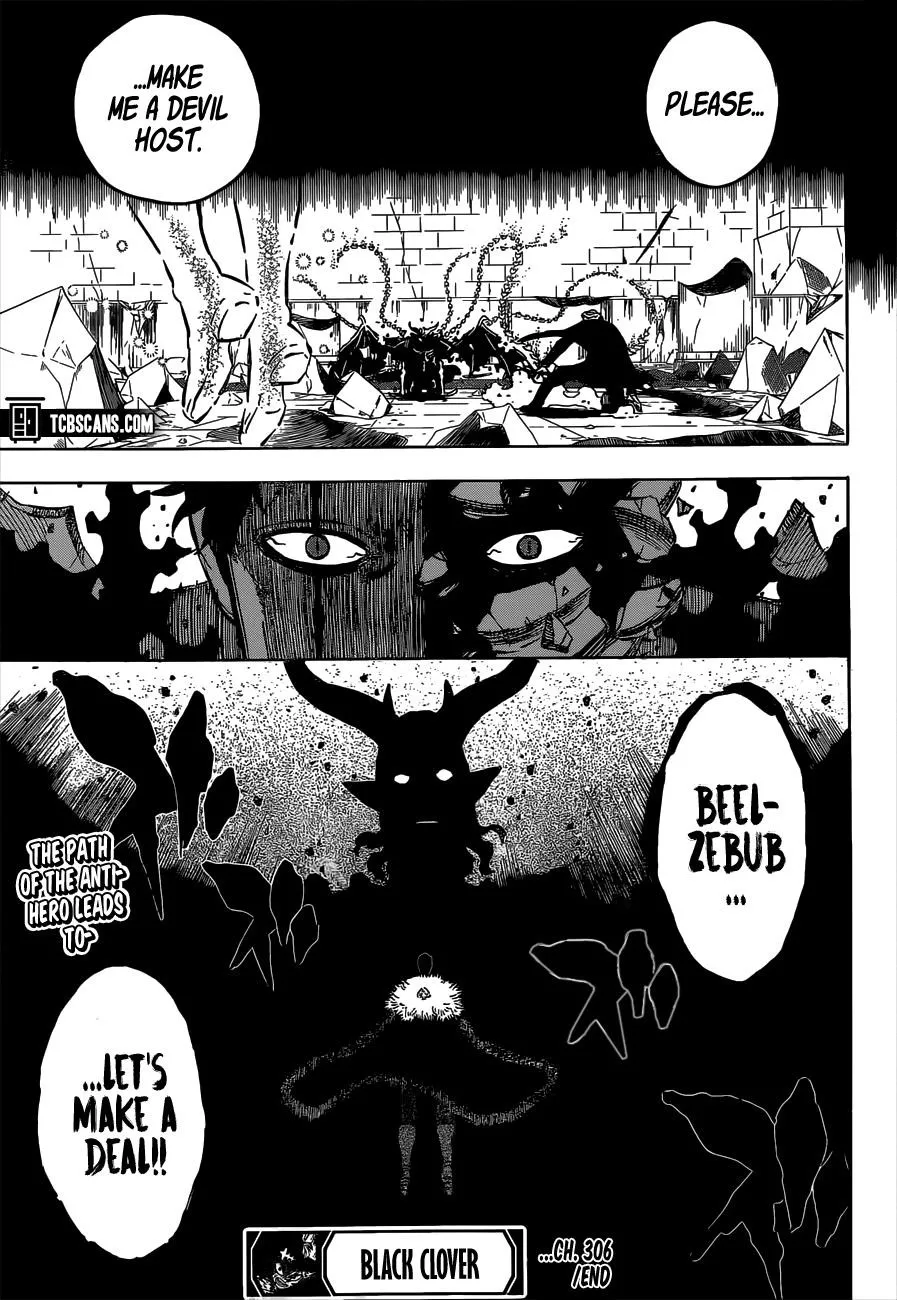 PLEASE...
...MAKE
ME A DEVIL
HOST.
TCBSCANS.COM
BEEL-
ZEBUB
...
THE PATH
OF THE ANTI-
HERO LEADS
TO-
...LET'S
MAKE A
DEAL!!
BLACK CLOVER
...CH. 306
/END